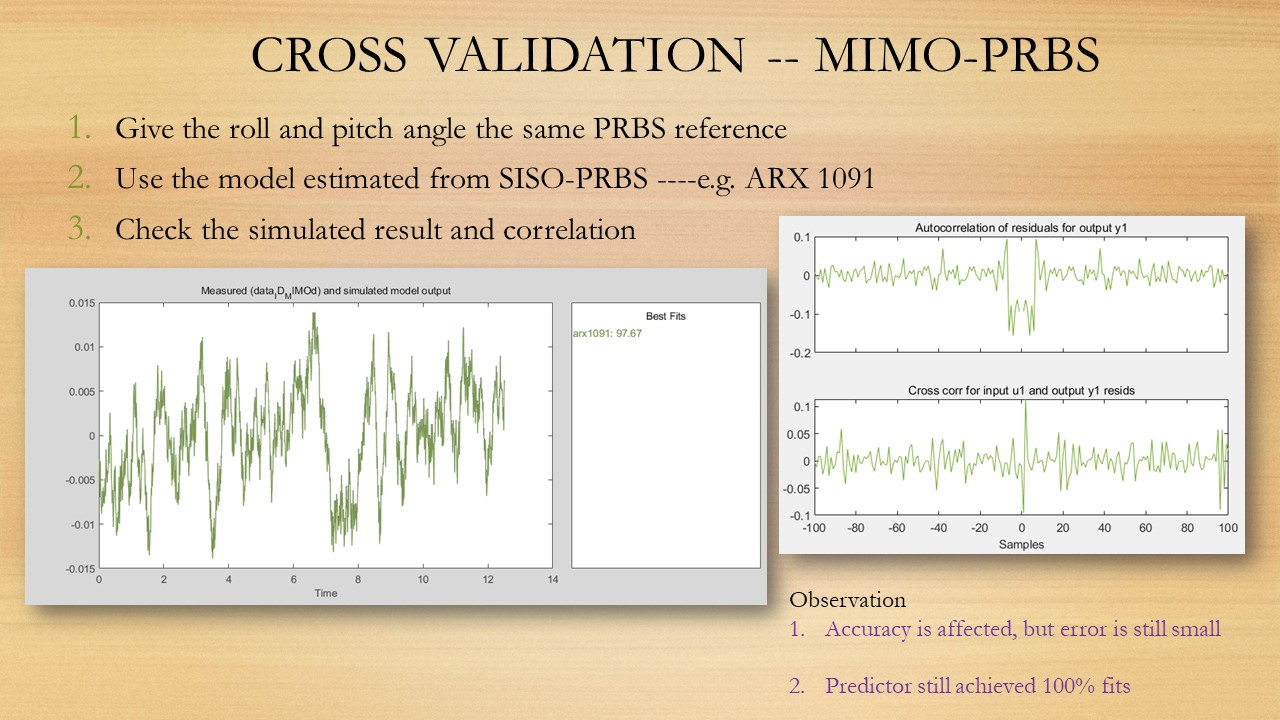 CROSS VALIDATION -- MIMO-PRBS
1. Give the roll and pitch angle the same PRBS reference
2. Use the model estimated from SISO-PRBS ----e.g. ARX 1091
3. Check the simulated result and correlation
Measured (data_ID_MIMOd) and simulated model output
0.015
0.01
0.005
0
-0.005
-0.01
-0.015
0 2 4 6 8 10 12 14
Time
Best Fits
arx1091: 97.67
Autocorrelation of residuals for output y1
0.1
0
-0.1
-0.2
Cross corr for input u1 and output y1 resids
0.1
0.05
0
-0.05
-0.1
-100 -80 -60 -40 -20 0 20 40 60 80 100
Samples
Observation
1. Accuracy is affected, but error is still small
2. Predictor still achieved 100% fits